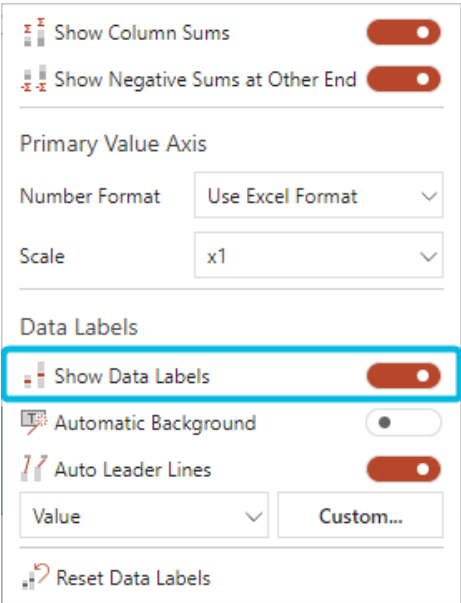 Show Column Sums
Show Negative Sums at Other End
Primary Value Axis
Number Format Use Excel Format
Scale x1
Data Labels
Show Data Labels
Automatic Background
Auto Leader Lines
Value Custom...
Reset Data Labels